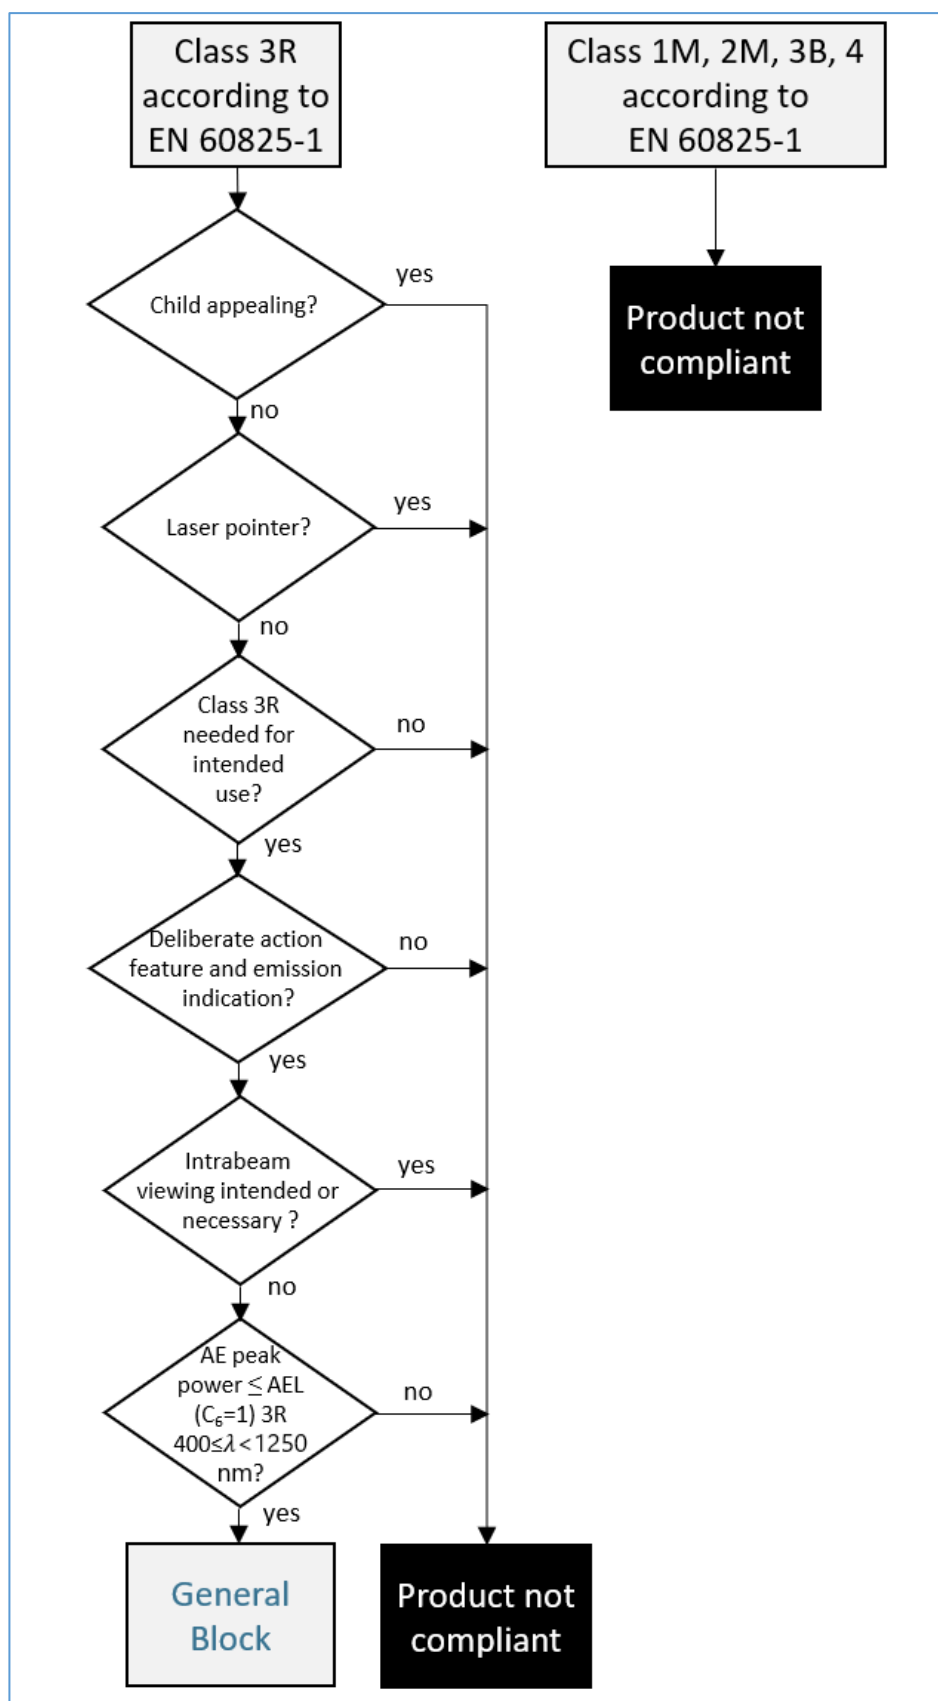 Class 3R
according to
EN 60825-1
Class 1M, 2M, 3B, 4
according to
EN 60825-1
Product not
compliant
Child appealing?
yes
no
Laser pointer?
yes
no
Class 3R
needed for
intended
use?
no
yes
Deliberate action
feature and emission
indication?
no
yes
Intrabeam
viewing intended or
necessary ?
yes
no
AE peak
power ≤ AEL
(C₆=1) 3R
400≤λ<1250
nm?
no
yes
General
Block
Product not
compliant